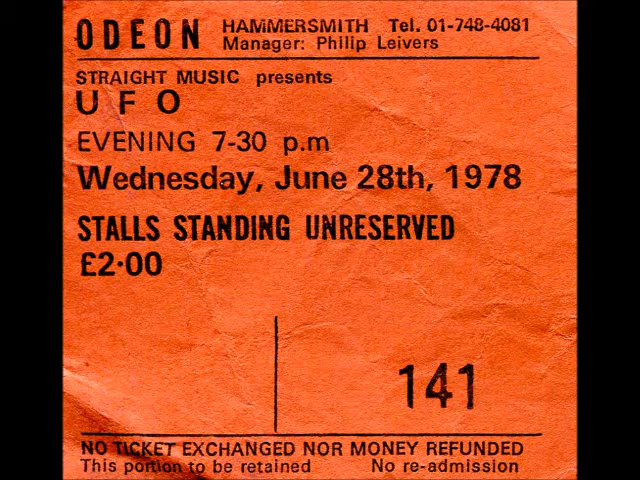 ODEON HAMMERSMITH Tel. 01-748-4081
Manager: Philip Leivers
STRAIGHT MUSIC presents
UFO
EVENING 7-30 p.m
Wednesday, June 28th, 1978
STALLS STANDING UNRESERVED
£2·00
141
NO TICKET EXCHANGED NOR MONEY REFUNDED
This portion to be retained No re-admission